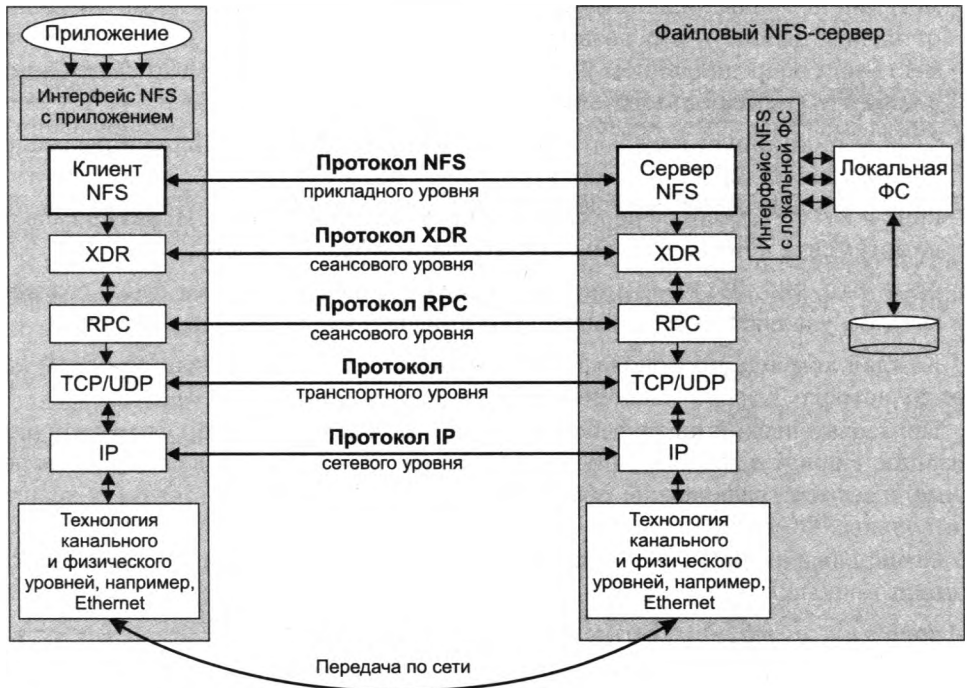 Приложение
Интерфейс NFS
с приложением
Клиент
NFS
XDR
RPC
TCP/UDP
IP
Технология
канального
и физического
уровней, например,
Ethernet
Протокол NFS
прикладного уровня
Протокол XDR
сеансового уровня
Протокол RPC
сеансового уровня
Протокол
транспортного уровня
Протокол IP
сетевого уровня
Передача по сети
Файловый NFS-сервер
Сервер
NFS
XDR
RPC
TCP/UDP
IP
Технология
канального
и физического
уровней, например,
Ethernet
Интерфейс NFS
с локальной ФС
Локальная
ФС